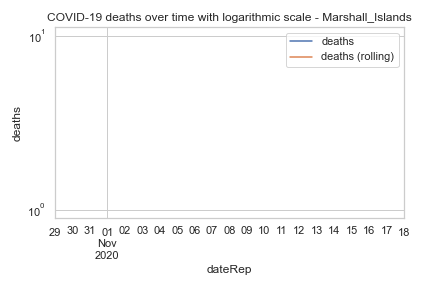 COVID-19 deaths over time with logarithmic scale - Marshall_Islands
10¹
deaths
deaths (rolling)
deaths
10⁰
29 30 31 01 02 03 04 05 06 07 08 09 10 11 12 13 14 15 16 17 18
Nov
2020
dateRep